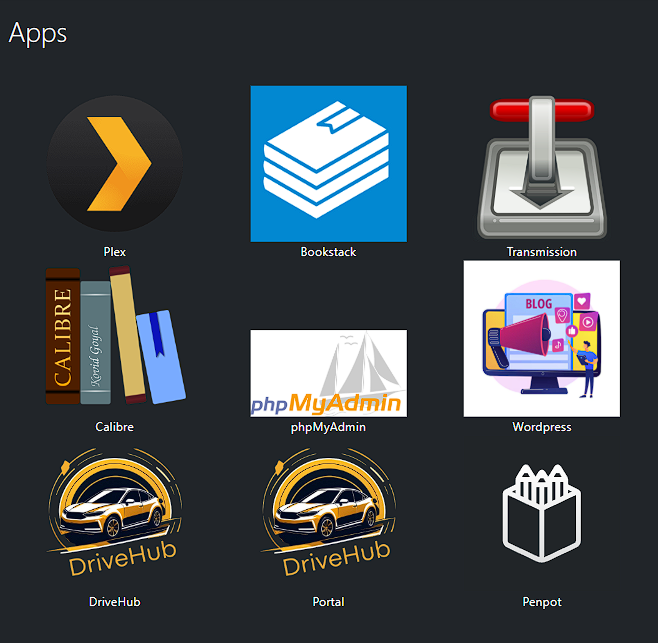 Apps
Plex
Bookstack
Transmission
CALIBRE
Kovid Goyal
BLOG
Calibre
phpMyAdmin
phpMyAdmin
Wordpress
DriveHub
DriveHub
DriveHub
Portal
Penpot